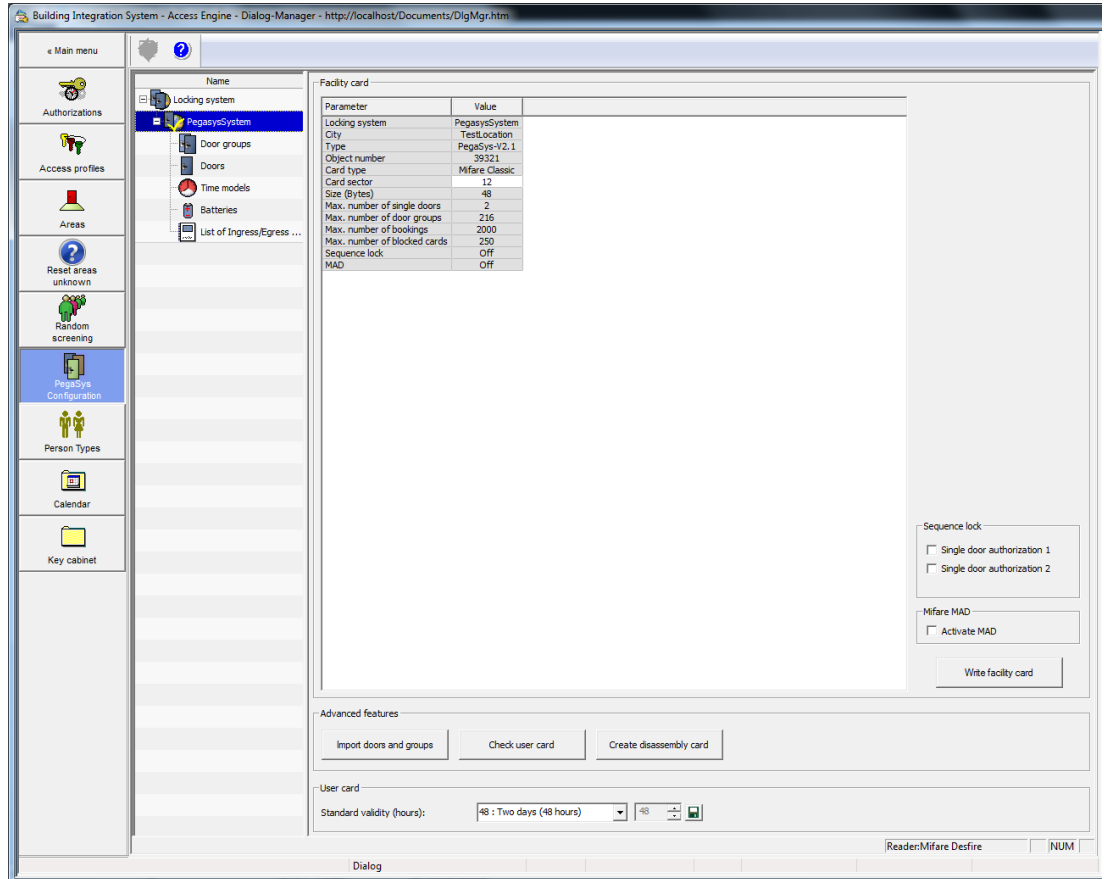 Building Integration System - Access Engine - Dialog-Manager - http://localhost/Documents/DlgMgr.htm
« Main menu
Authorizations
Access profiles
Areas
Reset areas
unknown
Random
screening
PegaSys
Configuration
Person Types
Calendar
Key cabinet
Name
Locking system
PegasysSystem
Door groups
Doors
Time models
Batteries
List of Ingress/Egress ...
Facility card
Parameter Value
Locking system PegasysSystem
City TestLocation
Type PegaSys-V2.1
Object number 39321
Card type Mifare Classic
Card sector 12
Size (Bytes) 48
Max. number of single doors 2
Max. number of door groups 216
Max. number of bookings 2000
Max. number of blocked cards 250
Sequence lock Off
MAD Off
Sequence lock
Single door authorization 1
Single door authorization 2
Mifare MAD
Activate MAD
Write facility card
Advanced features
Import doors and groups Check user card Create disassembly card
User card
Standard validity (hours): 48 : Two days (48 hours) 48
Reader:Mifare Desfire NUM
Dialog